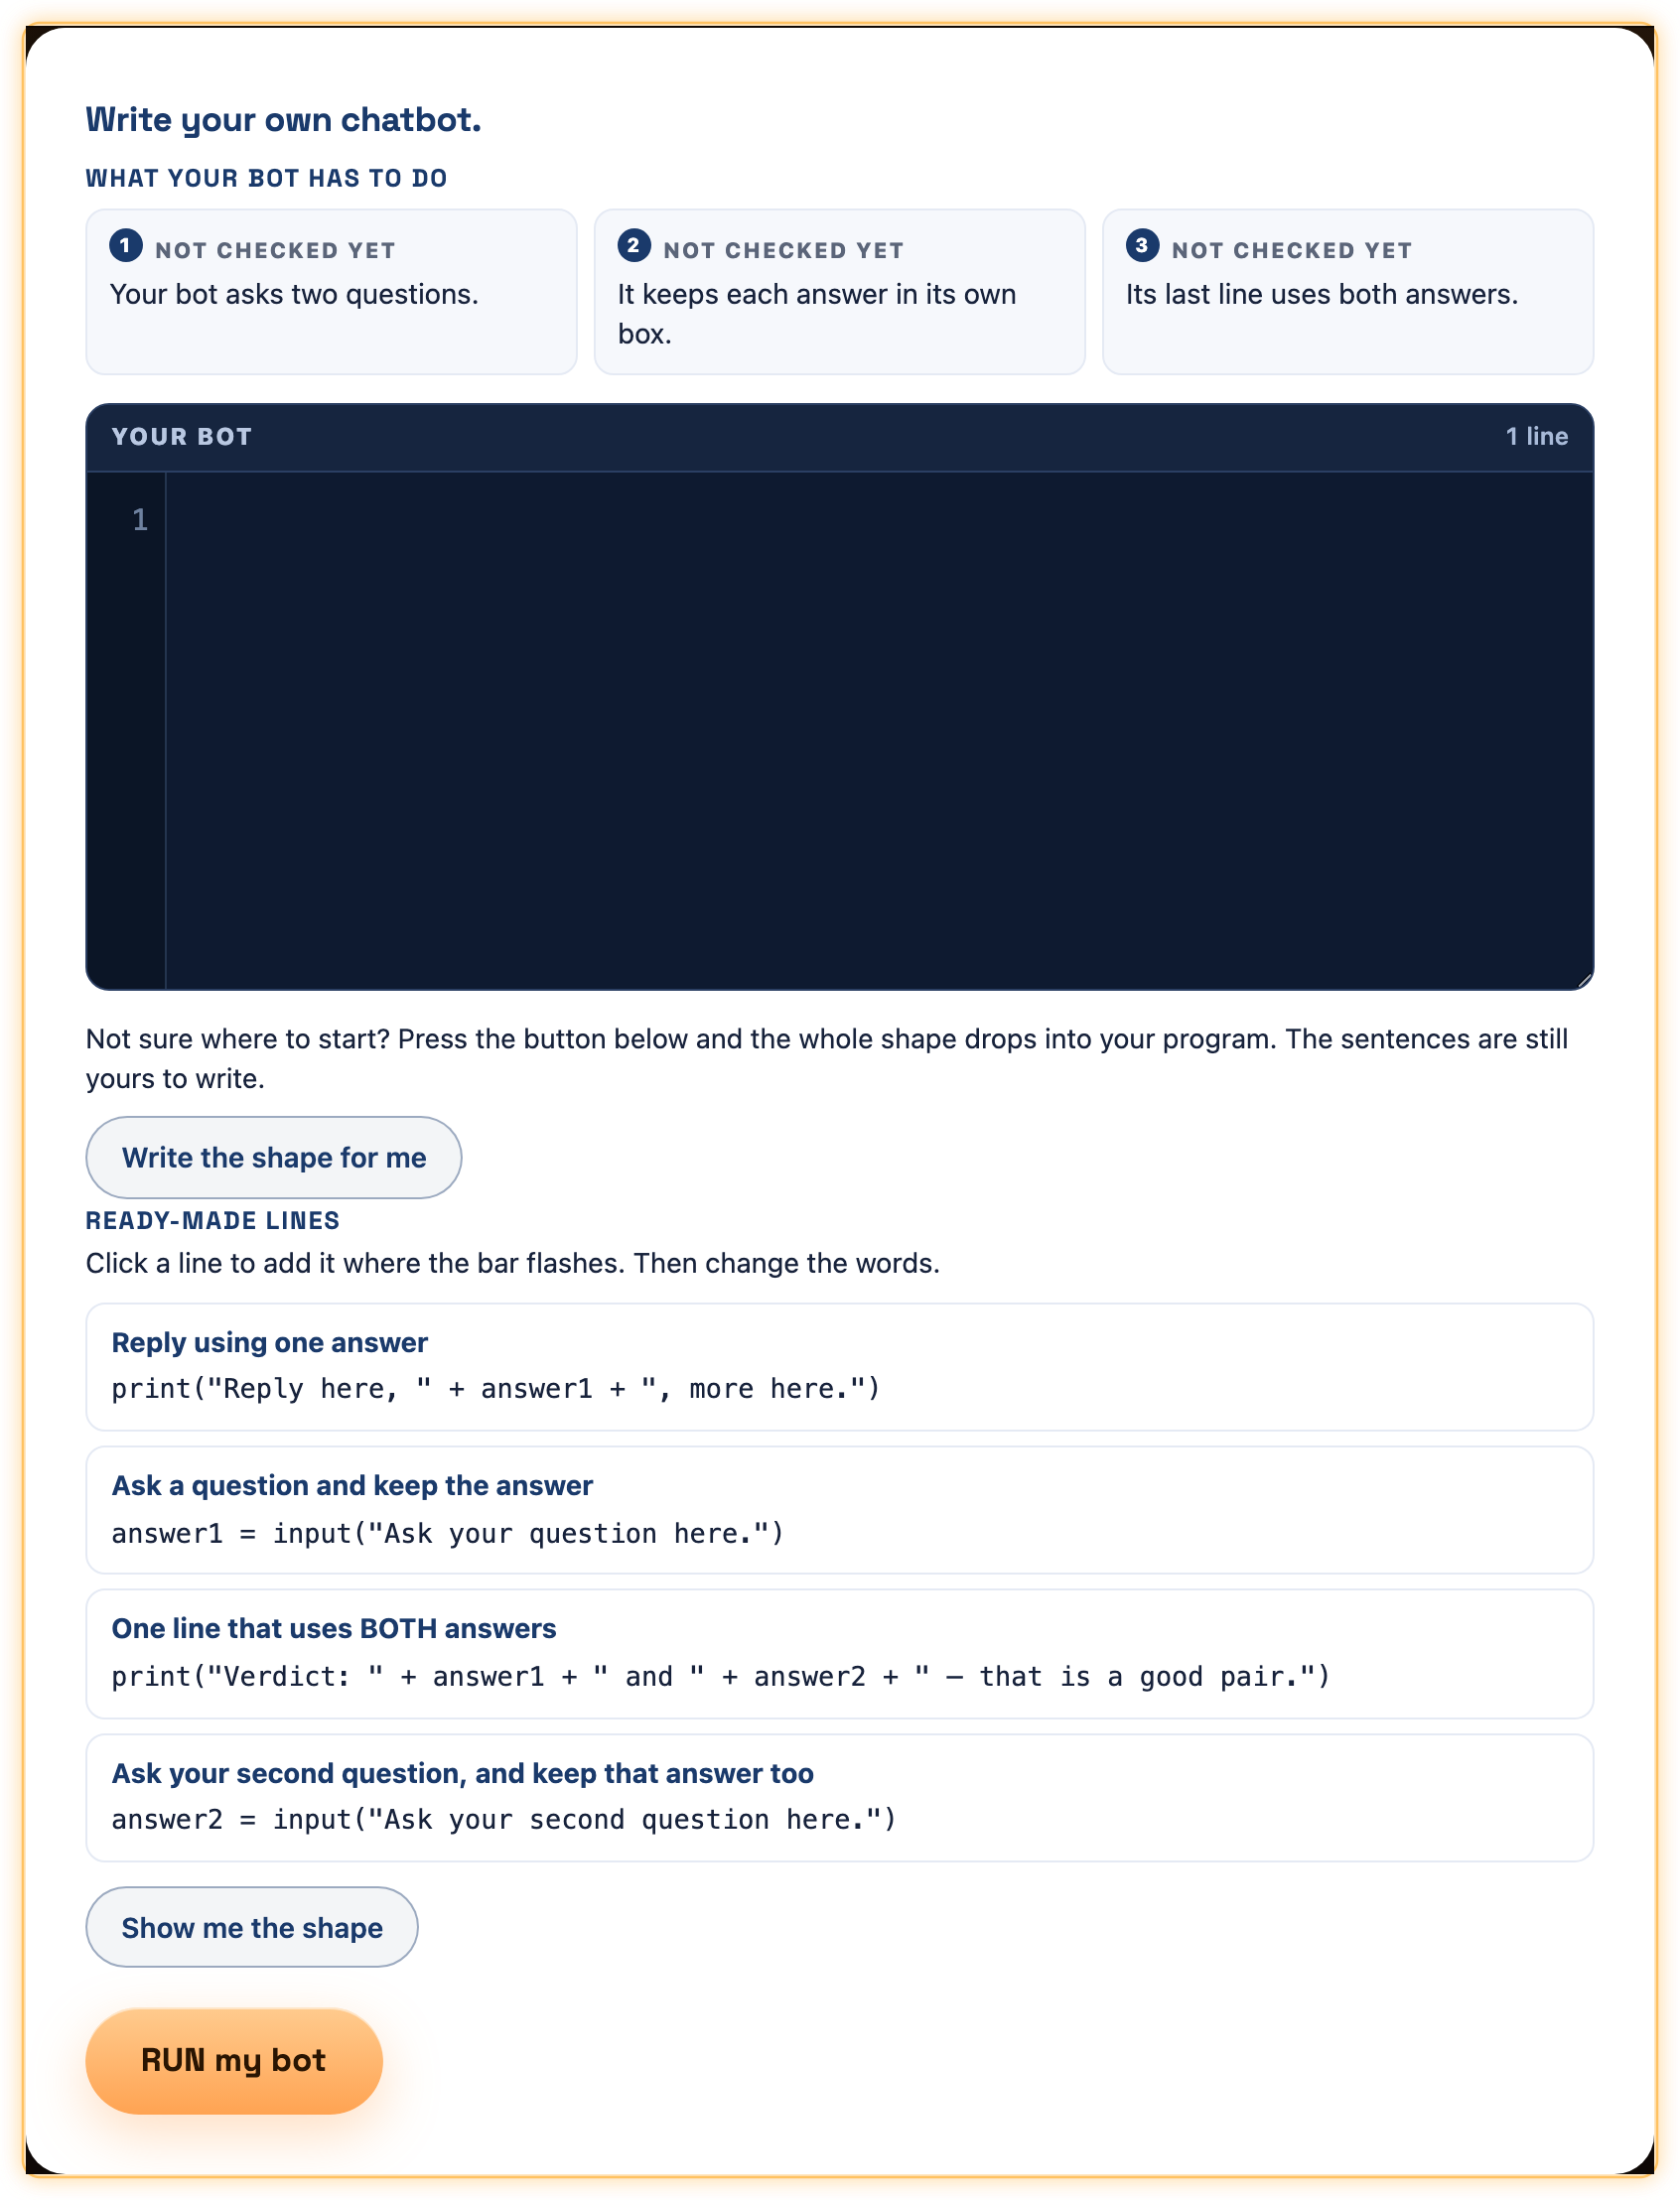 Write your own chatbot.
WHAT YOUR BOT HAS TO DO
1 NOT CHECKED YET
Your bot asks two questions.
2 NOT CHECKED YET
It keeps each answer in its own
box.
3 NOT CHECKED YET
Its last line uses both answers.
YOUR BOT
1 line
1
Not sure where to start? Press the button below and the whole shape drops into your program. The sentences are still
yours to write.
Write the shape for me
READY-MADE LINES
Click a line to add it where the bar flashes. Then change the words.
Reply using one answer
print("Reply here, " + answer1 + ", more here.")
Ask a question and keep the answer
answer1 = input("Ask your question here.")
One line that uses BOTH answers
print("Verdict: " + answer1 + " and " + answer2 + " — that is a good pair.")
Ask your second question, and keep that answer too
answer2 = input("Ask your second question here.")
Show me the shape
RUN my bot